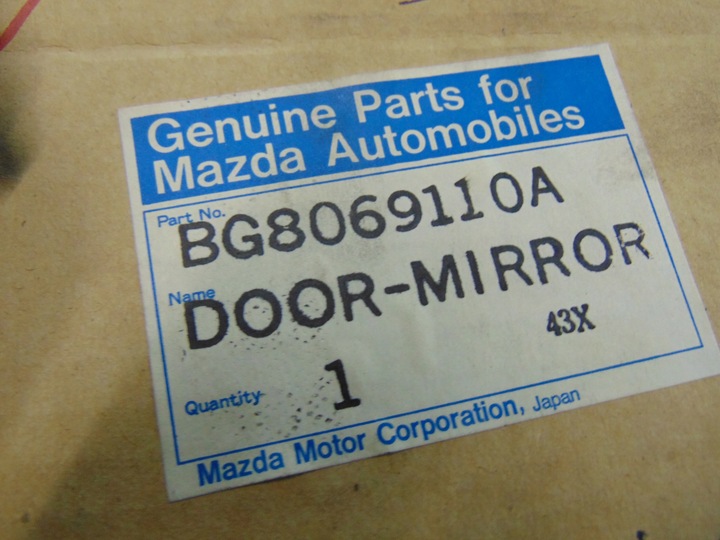 Genuine Parts for
Mazda Automobiles
Part No.
BG8069110A
Name
DOOR-MIRROR
43X
Quantity
1
Mazda Motor Corporation, Japan